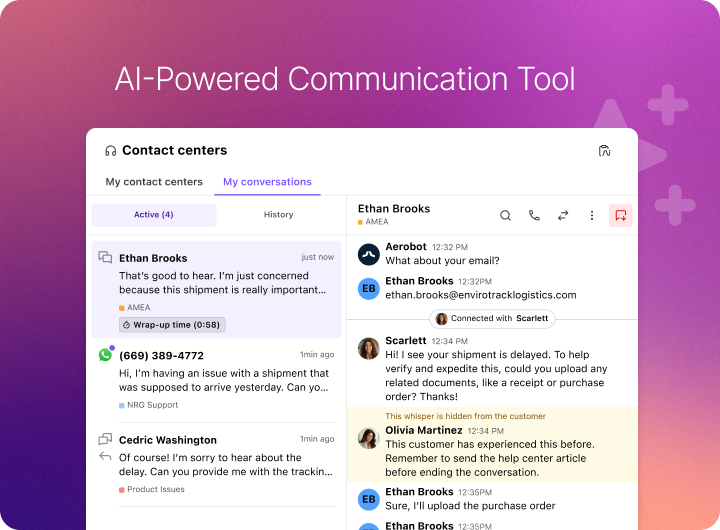 AI-Powered Communication Tool
Contact centers
My contact centers
My conversations
Active (4)
History
Ethan Brooks
just now
That's good to hear. I'm just concerned
because this shipment is really important...
AMEA
Wrap-up time (0:58)
(669) 389-4772
1min ago
Hi, I'm having an issue with a shipment that
was supposed to arrive yesterday. Can yo...
NRG Support
Cedric Washington
1min ago
Of course! I'm sorry to hear about the
delay. Can you provide me with the trackin...
Product Issues
Ethan Brooks
AMEA
Aerobot 12:32 PM
What about your email?
EB
Ethan Brooks 12:32PM
ethan.brooks@envirotracklogistics.com
Connected with Scarlett
Scarlett 12:34 PM
Hi! I see your shipment is delayed. To help
verify and expedite this, could you upload any
related documents, like a receipt or purchase
order? Thanks!
This whisper is hidden from the customer
Olivia Martinez 12:34 PM
This customer has experienced this before.
Remember to send the help center article
before ending the conversation.
EB
Ethan Brooks 12:35PM
Sure, I'll upload the purchase order
EB
Ethan Brooks 12:35PM